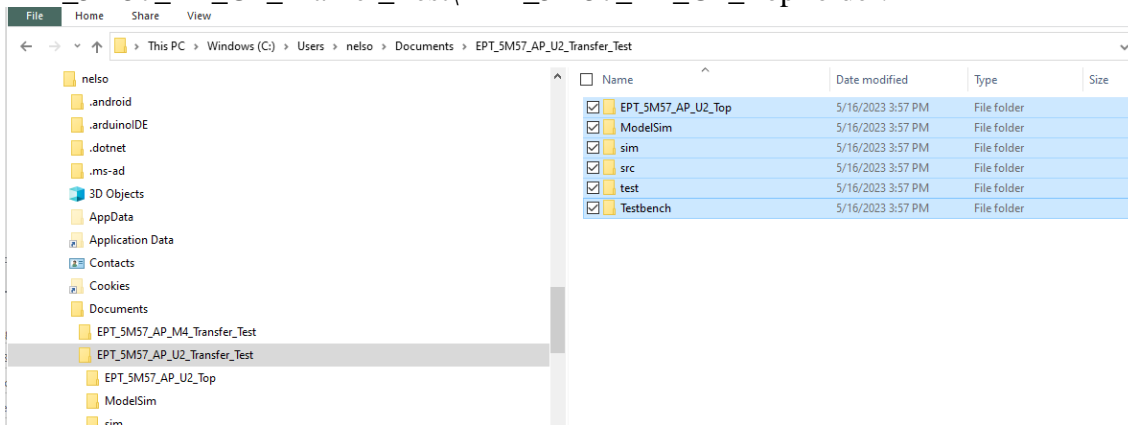 File Home Share View
This PC > Windows (C:) > Users > nelso > Documents > EPT_5M57_AP_U2_Transfer_Test
nelso
.android
.arduinoIDE
.dotnet
.ms-ad
3D Objects
AppData
Application Data
Contacts
Cookies
Documents
EPT_5M57_AP_M4_Transfer_Test
EPT_5M57_AP_U2_Transfer_Test
EPT_5M57_AP_U2_Top
ModelSim
sim
Name Date modified Type Size
EPT_5M57_AP_U2_Top 5/16/2023 3:57 PM File folder
ModelSim 5/16/2023 3:57 PM File folder
sim 5/16/2023 3:57 PM File folder
src 5/16/2023 3:57 PM File folder
test 5/16/2023 3:57 PM File folder
Testbench 5/16/2023 3:57 PM File folder